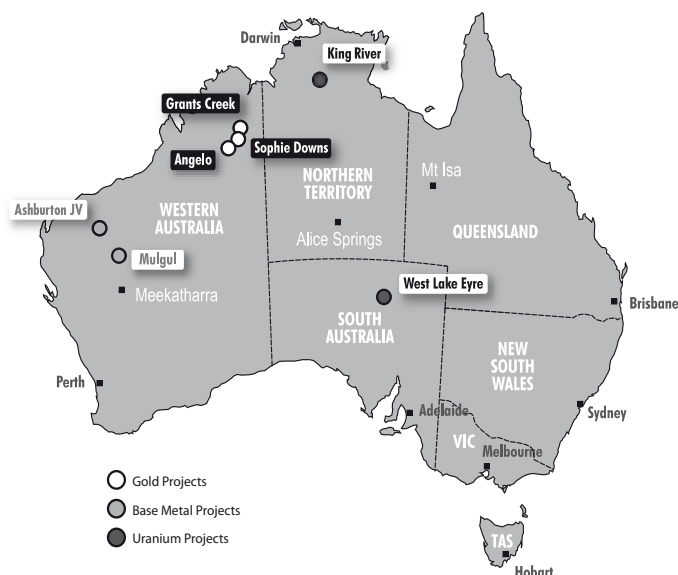 Darwin
King River
Grants Creek
Sophie Downs
Angelo
NORTHERN
TERRITORY
Mt Isa
Ashburton JV
WESTERN
AUSTRALIA
Alice Springs
QUEENSLAND
Mulgul
Meekatharra
West Lake Eyre
Brisbane
SOUTH
AUSTRALIA
NEW
SOUTH
WALES
Perth
Adelaide
Sydney
VIC
Melbourne
Gold Projects
Base Metal Projects
Uranium Projects
TAS
Hobart